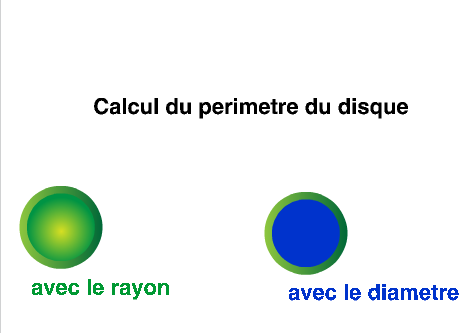 Calcul du perimetre du disque
avec le rayon
avec le diametre